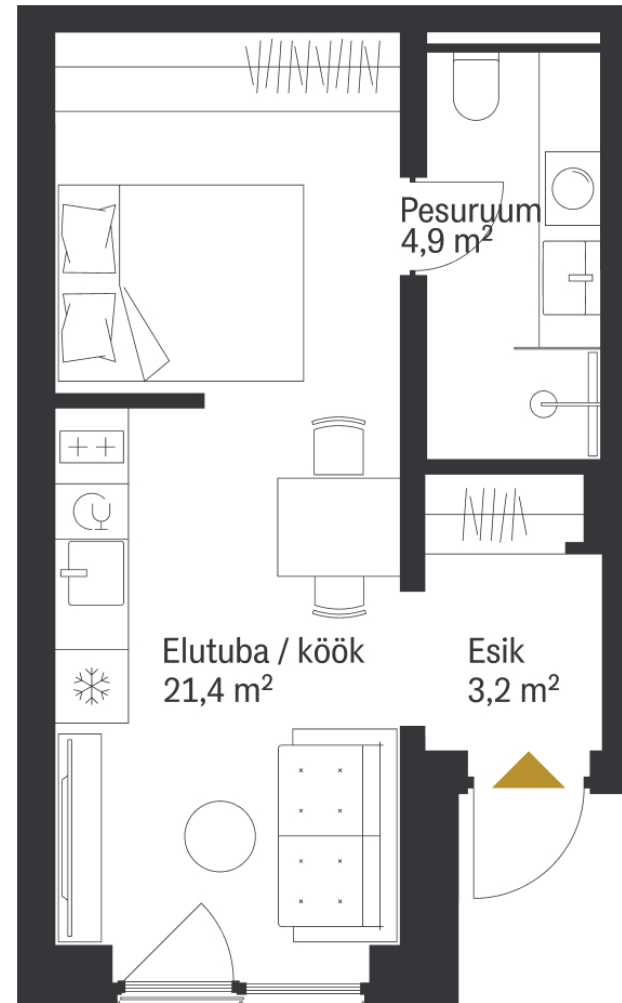 Pesuruum
4,9 m²
Elutuba / köök
21,4 m²
Esik
3,2 m²